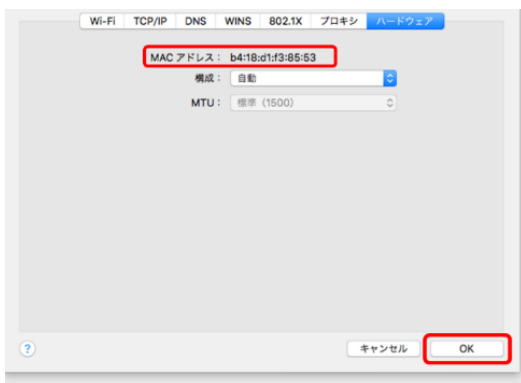 Wi-Fi TCP/IP DNS WINS 802.1X プロキシ ハードウェア
MAC アドレス： b4:18:d1:f3:85:53
構成： 自動
MTU： 標準（1500）
? キャンセル OK